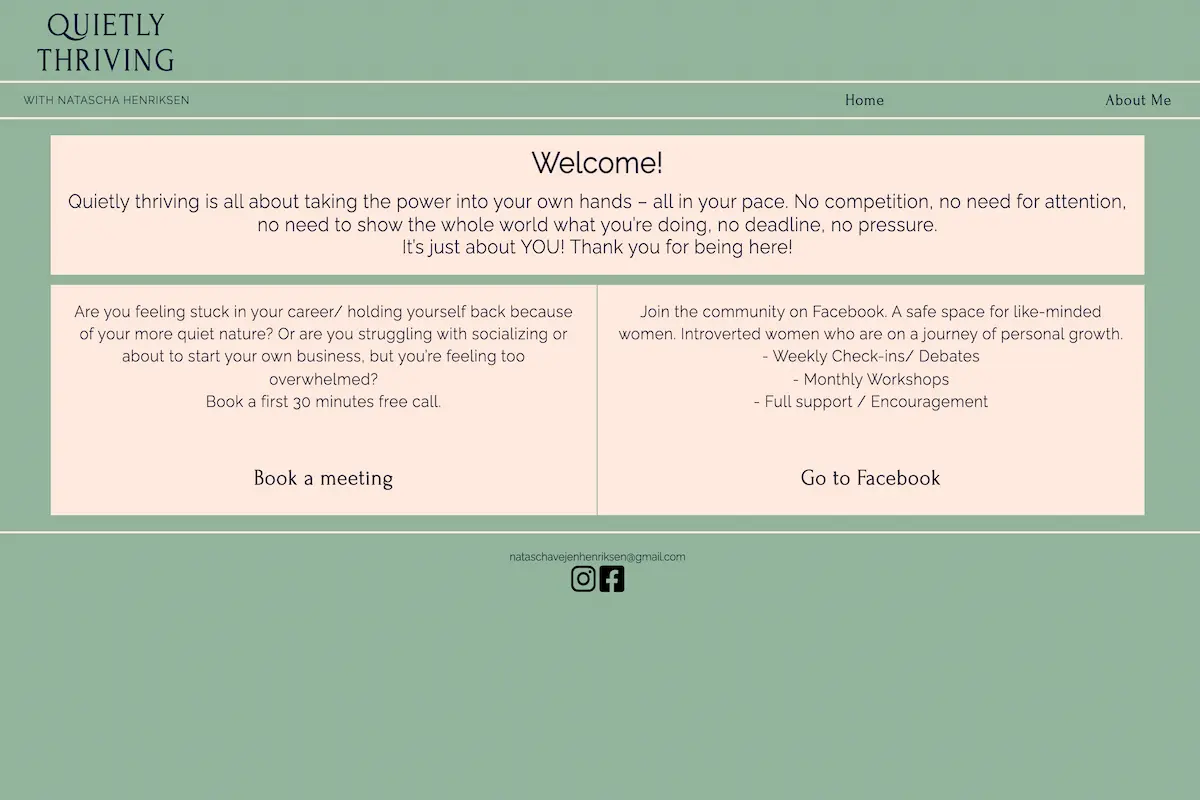 QUIETLY
THRIVING
WITH NATASCHA HENRIKSEN
Home
About Me
Welcome!
Quietly thriving is all about taking the power into your own hands – all in your pace. No competition, no need for attention,
no need to show the whole world what you're doing, no deadline, no pressure.
It's just about YOU! Thank you for being here!
Are you feeling stuck in your career/ holding yourself back because
of your more quiet nature? Or are you struggling with socializing or
about to start your own business, but you're feeling too
overwhelmed?
Book a first 30 minutes free call.
Book a meeting
Join the community on Facebook. A safe space for like-minded
women. Introverted women who are on a journey of personal growth.
- Weekly Check-ins/ Debates
- Monthly Workshops
- Full support / Encouragement
Go to Facebook
nataschavejenhenriksen@gmail.com